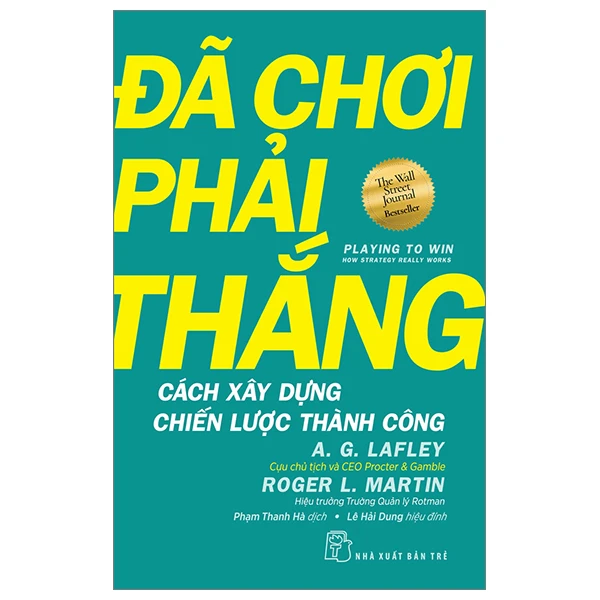 ĐÃ CHƠI
PHẢI
The Wall
Street
Journal
Bestseller
PLAYING TO WIN
HOW STRATEGY REALLY WORKS
THẮNG
CÁCH XÂY DỰNG
CHIẾN LƯỢC THÀNH CÔNG
A. G. LAFLEY
Cựu chủ tịch và CEO Procter & Gamble
ROGER L. MARTIN
Hiệu trưởng Trường Quản lý Rotman
Phạm Thanh Hà dịch • Lê Hải Dung hiệu đính
NHÀ XUẤT BẢN TRẺ